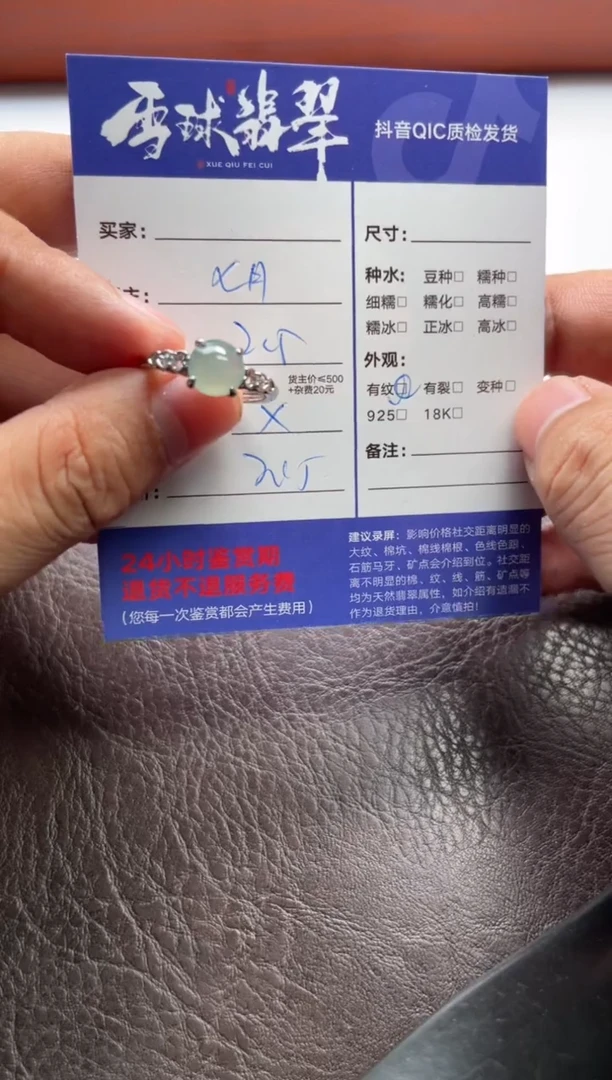 雪球翡翠
XUE QIU FEI CUI
抖音QIC质检发货
买家：
主：
货主价≤500
+杂费20元
X
尺寸：
种水： 豆种□ 糯种□
细糯□ 糯化□ 高糯□
糯冰□ 正冰□ 高冰□
外观：
有纹□ 有裂□ 变种□
925□ 18K□
备注：
24小时鉴赏期
退货不退服务费
（您每一次鉴赏都会产生费用）
建议录屏：影响价格社交距离明显的
大纹、棉坑、棉线棉根、色线色跟、
石筋马牙，矿点会介绍到位。社交距
离不明显的棉、纹、线、筋、矿点等
均为天然翡翠属性，如介绍有遗漏不
作为退货理由，介意慎拍！